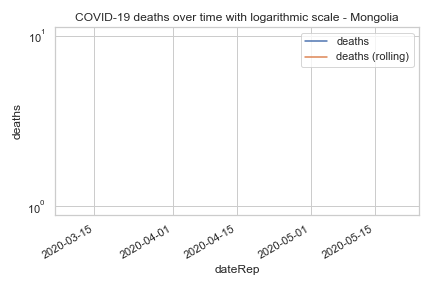 COVID-19 deaths over time with logarithmic scale - Mongolia
deaths
deaths (rolling)
10¹
10⁰
deaths
2020-03-15
2020-04-01
2020-04-15
2020-05-01
2020-05-15
dateRep